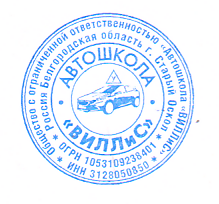 Общество с ограниченной ответственностью «Автошкола «ВИЛЛиС»
Россия Белгородская область г. Старый Оскол
* ОГРН 1053109236401 *
* ИНН 3128050850 *
АВТОШКОЛА
«ВИЛЛиС»